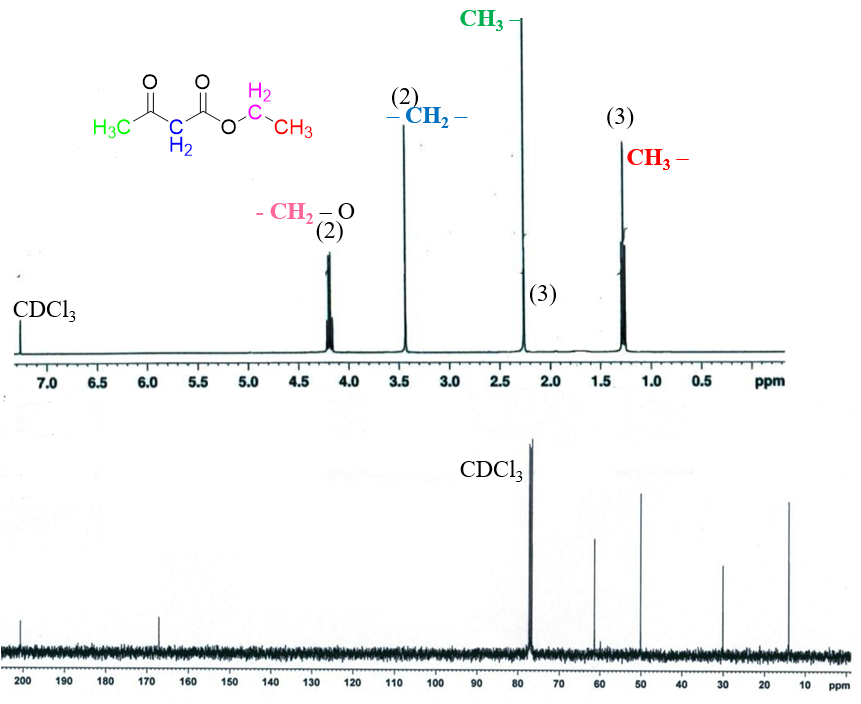 CH₃ –
O O
H₂
H₃C O CH₃
H₂
(2)
– CH₂ –
(3)
CH₃ –
- CH₂ – O
(2)
CDCl₃
(3)
7.0 6.5 6.0 5.5 5.0 4.5 4.0 3.5 3.0 2.5 2.0 1.5 1.0 0.5 ppm
CDCl₃
200 190 180 170 160 150 140 130 120 110 100 90 80 70 60 50 40 30 20 10 ppm